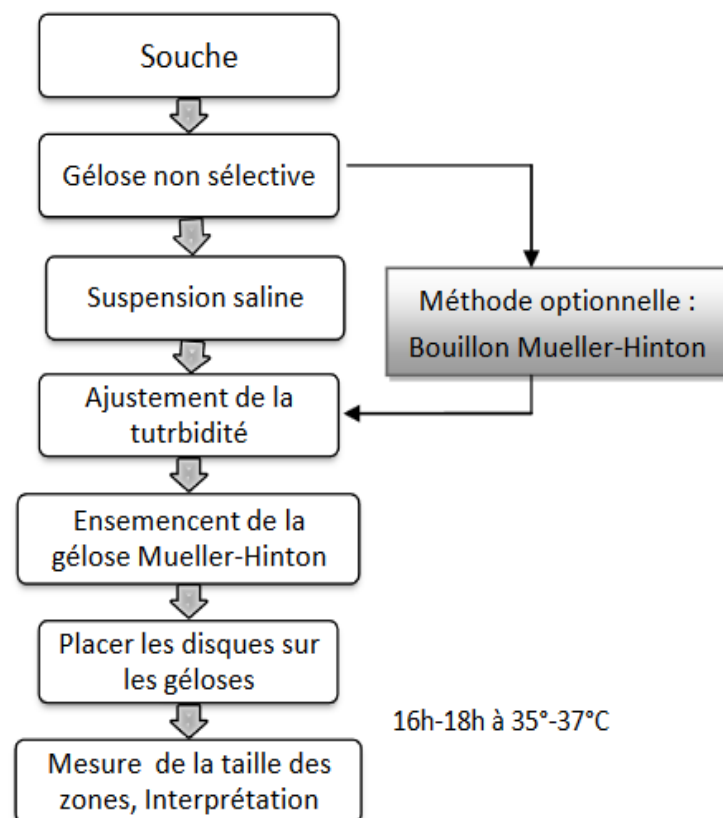 Souche
Gélose non sélective
Suspension saline
Méthode optionnelle :
Bouillon Mueller-Hinton
Ajustement de la
tutrbidité
Ensemencent de la
gélose Mueller-Hinton
Placer les disques sur
les géloses
16h-18h à 35°-37°C
Mesure de la taille des
zones, Interprétation